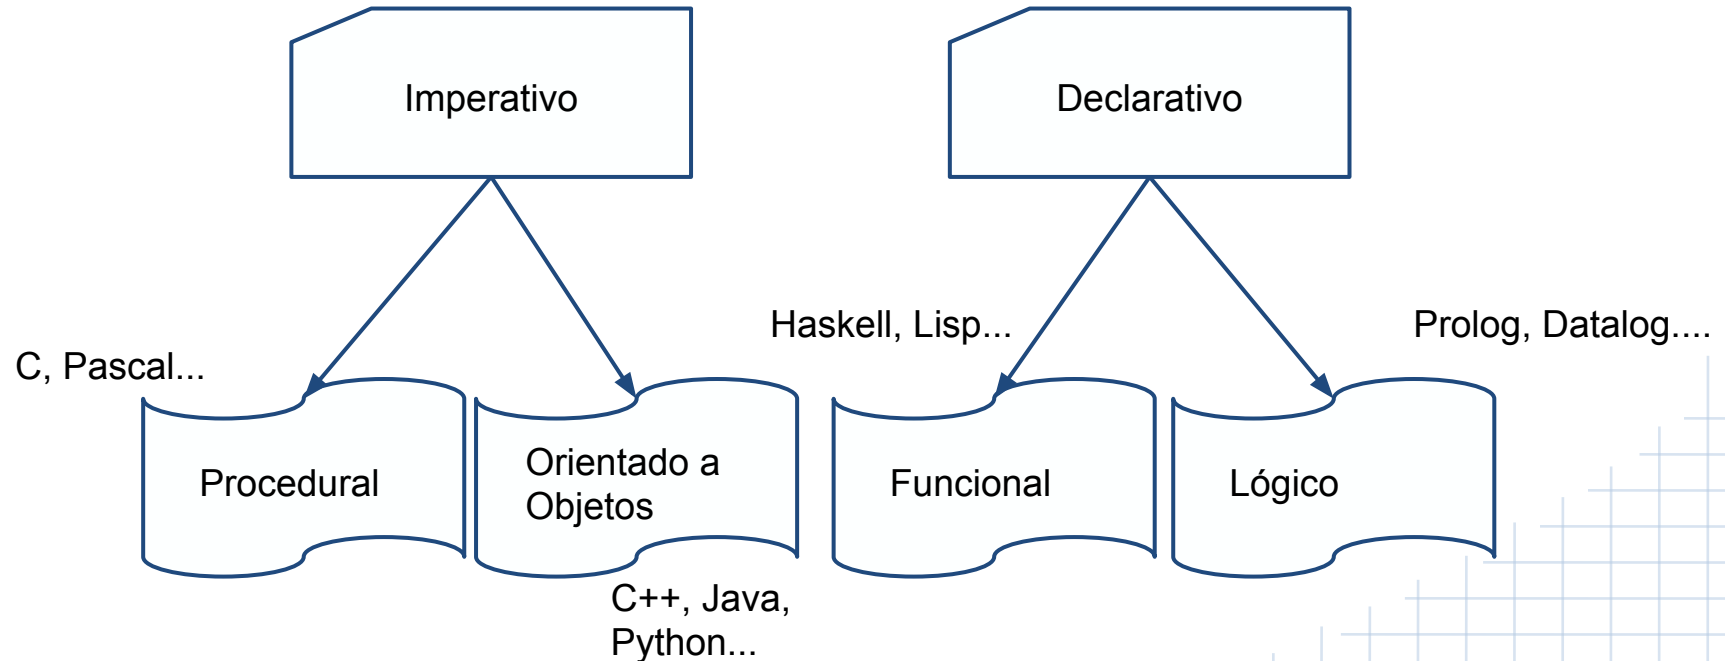 Imperativo
Declarativo
Haskell, Lisp...
Prolog, Datalog....
C, Pascal...
Procedural
Orientado a
Objetos
Funcional
Lógico
C++, Java,
Python...